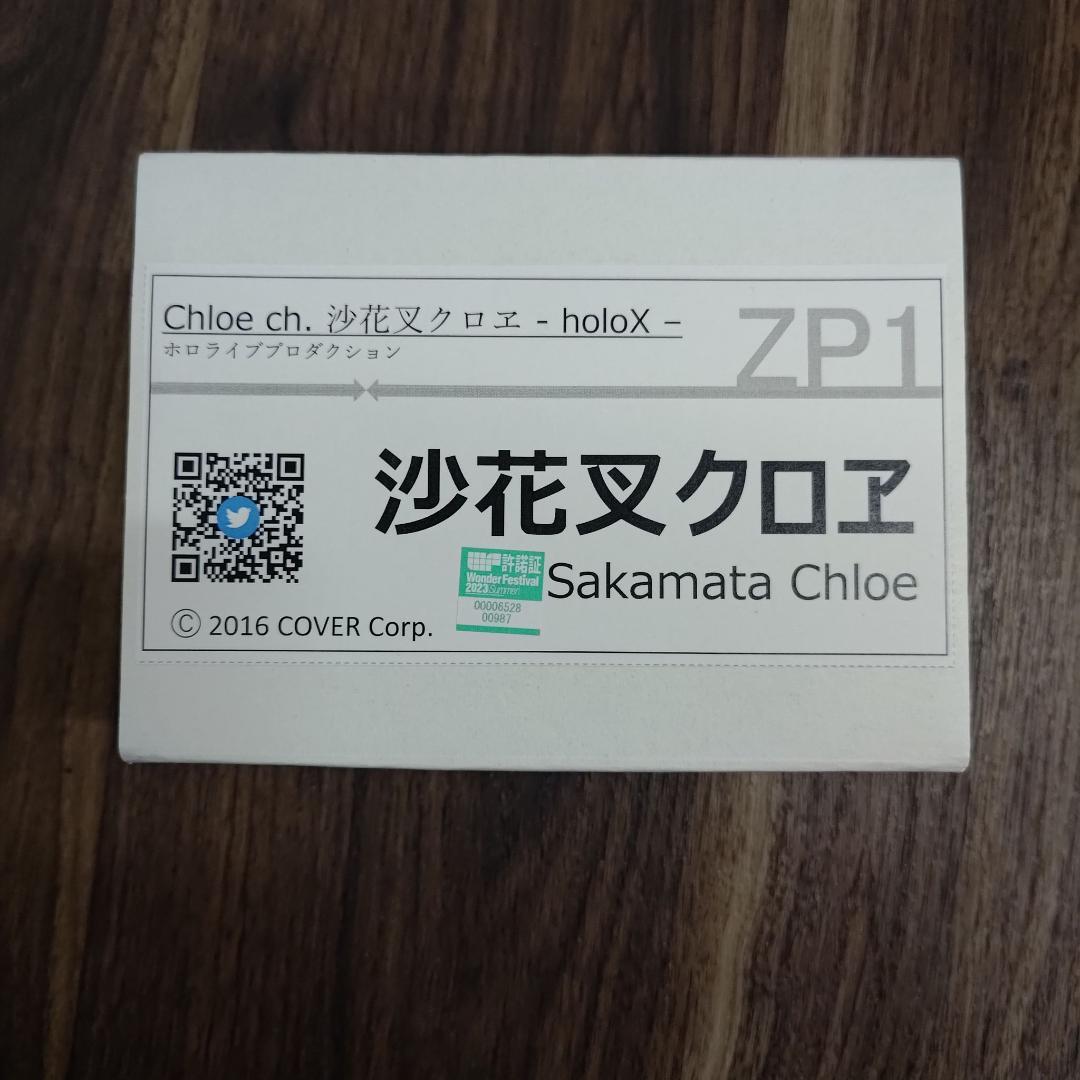 Chloe ch. 沙花叉クロヱ - holoX –
ホロライブプロダクション
ZP1
沙花叉クロヱ
Sakamata Chloe
WF 許諾証
Wonder Festival
2023 Summer
00006528
00987
Ⓒ 2016 COVER Corp.